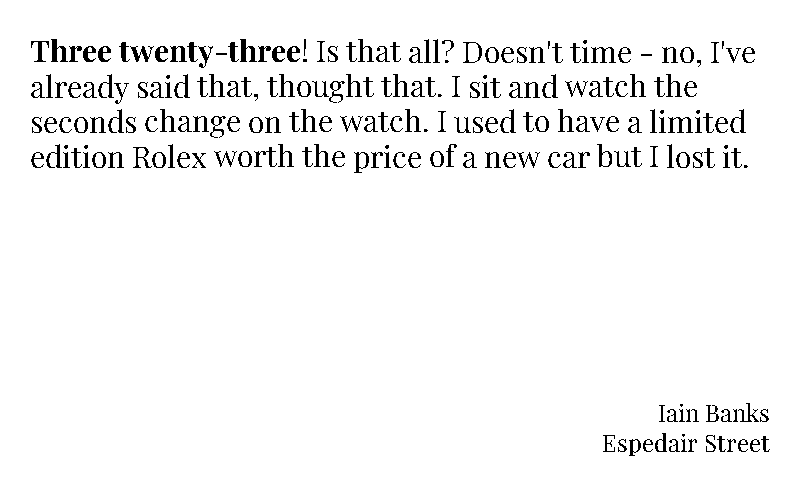 Three twenty-three! Is that all? Doesn't time - no, I've
already said that, thought that. I sit and watch the
seconds change on the watch. I used to have a limited
edition Rolex worth the price of a new car but I lost it.
Iain Banks
Espedair Street